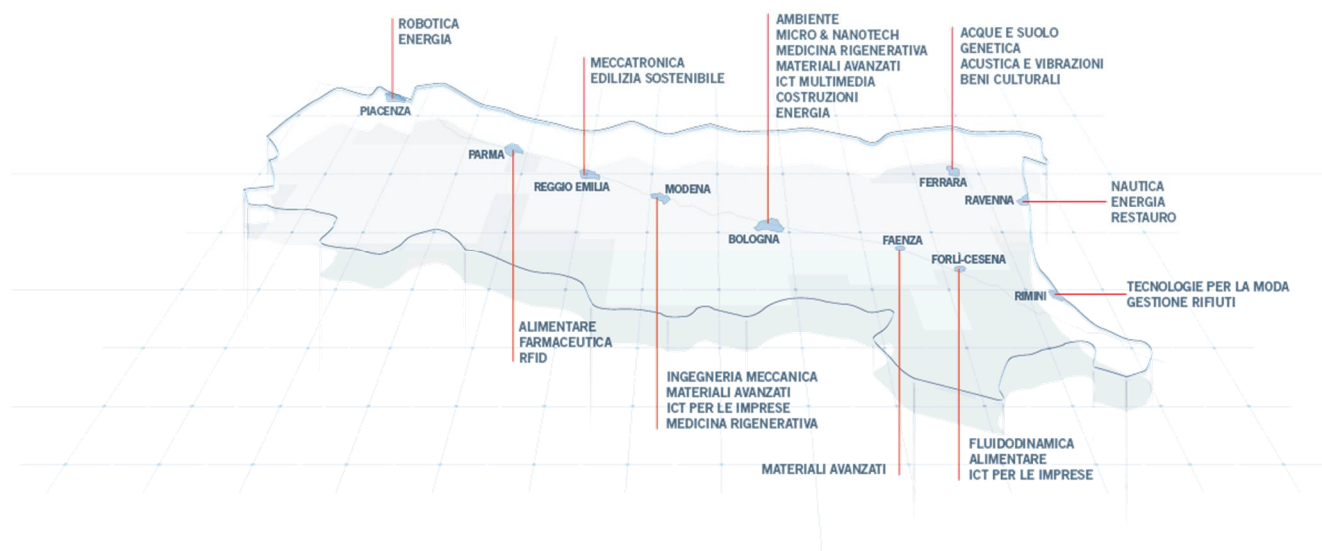 ROBOTICA
ENERGIA
PIACENZA
PARMA
ALIMENTARE
FARMACEUTICA
RFID
MECCATRONICA
EDILIZIA SOSTENIBILE
REGGIO EMILIA
MODENA
INGEGNERIA MECCANICA
MATERIALI AVANZATI
ICT PER LE IMPRESE
MEDICINA RIGENERATIVA
AMBIENTE
MICRO & NANOTECH
MEDICINA RIGENERATIVA
MATERIALI AVANZATI
ICT MULTIMEDIA
COSTRUZIONI
ENERGIA
BOLOGNA
ACQUE E SUOLO
GENETICA
ACUSTICA E VIBRAZIONI
BENI CULTURALI
FERRARA
RAVENNA
NAUTICA
ENERGIA
RESTAURO
FAENZA
MATERIALI AVANZATI
FORLÌ-CESENA
FLUIDODINAMICA
ALIMENTARE
ICT PER LE IMPRESE
RIMINI
TECNOLOGIE PER LA MODA
GESTIONE RIFIUTI